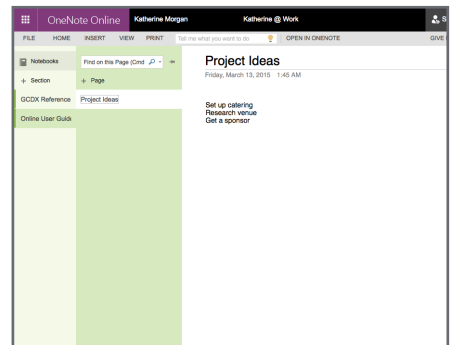 OneNote Online Katherine Morgan Katherine @ Work S
FILE HOME INSERT VIEW PRINT Tell me what you want to do OPEN IN ONENOTE GIVE
Notebooks
+ Section
GCDX Reference
Online User Guide
Find on this Page (Cmd
+ Page
Project Ideas
Project Ideas
Friday, March 13, 2015 1:45 AM
Set up catering
Research venue
Get a sponsor